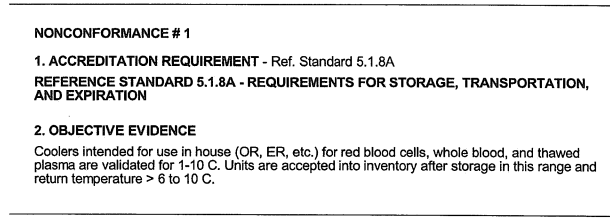 NONCONFORMANCE # 1
1. ACCREDITATION REQUIREMENT - Ref. Standard 5.1.8A
REFERENCE STANDARD 5.1.8A - REQUIREMENTS FOR STORAGE, TRANSPORTATION,
AND EXPIRATION
2. OBJECTIVE EVIDENCE
Coolers intended for use in house (OR, ER, etc.) for red blood cells, whole blood, and thawed
plasma are validated for 1-10 C. Units are accepted into inventory after storage in this range and
return temperature > 6 to 10 C.